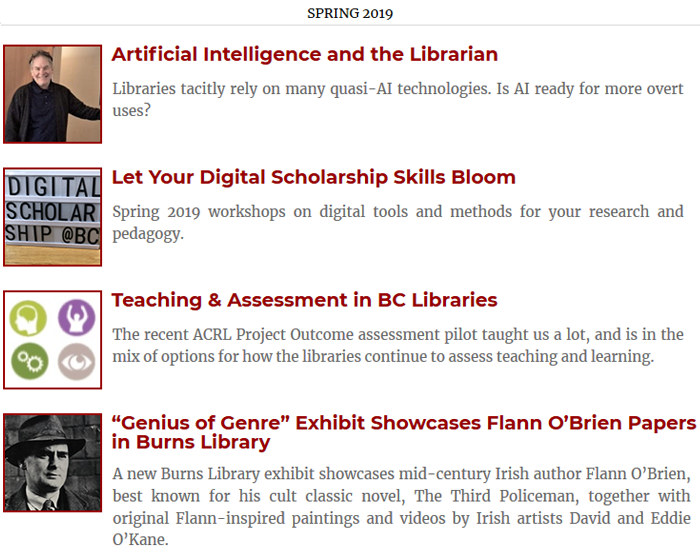 SPRING 2019
Artificial Intelligence and the Librarian
Libraries tacitly rely on many quasi-AI technologies. Is AI ready for more overt
uses?
DIGITAL
SCHOLAR
SHIP @BC
Let Your Digital Scholarship Skills Bloom
Spring 2019 workshops on digital tools and methods for your research and
pedagogy.
Teaching & Assessment in BC Libraries
The recent ACRL Project Outcome assessment pilot taught us a lot, and is in the
mix of options for how the libraries continue to assess teaching and learning.
“Genius of Genre” Exhibit Showcases Flann O’Brien Papers
in Burns Library
A new Burns Library exhibit showcases mid-century Irish author Flann O’Brien,
best known for his cult classic novel, The Third Policeman, together with
original Flann-inspired paintings and videos by Irish artists David and Eddie
O’Kane.